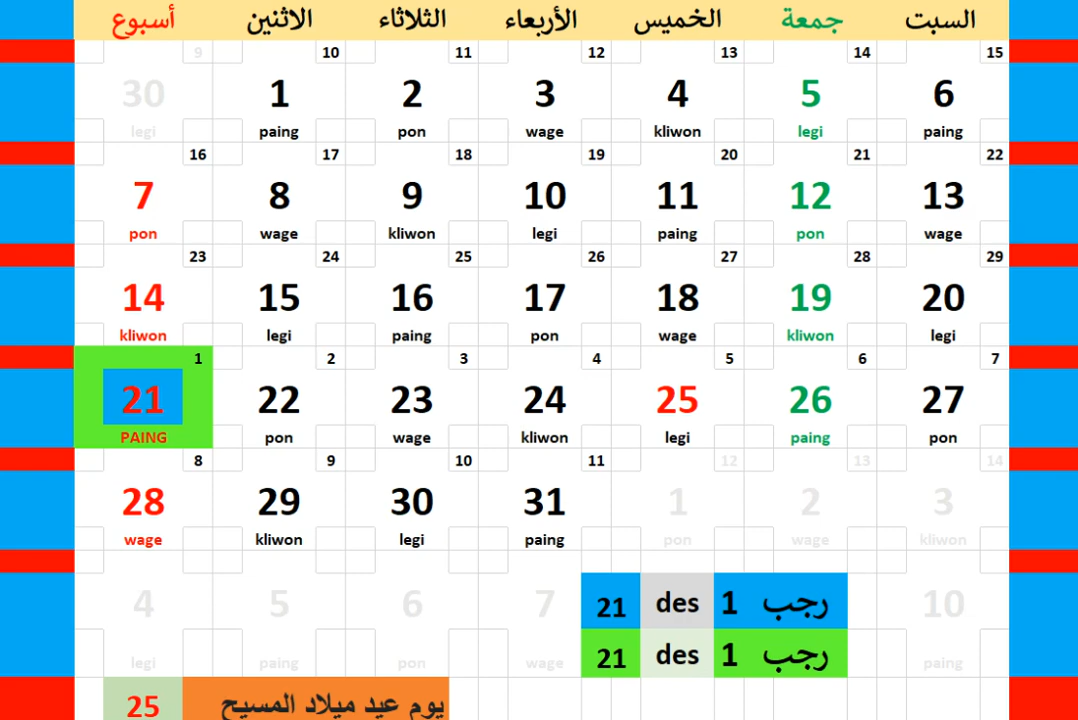 أسبوع الاثنين الثلاثاء الأربعاء الخميس جمعة السبت
9 10 11 12 13 14 15
30 1 2 3 4 5 6
legi paing pon wage kliwon legi paing
16 17 18 19 20 21 22
7 8 9 10 11 12 13
pon wage kliwon legi paing pon wage
23 24 25 26 27 28 29
14 15 16 17 18 19 20
kliwon legi paing pon wage kliwon legi
1 2 3 4 5 6 7
21 22 23 24 25 26 27
PAING pon wage kliwon legi paing pon
8 9 10 11 12 13 14
28 29 30 31 1 2 3
wage kliwon legi paing pon wage kliwon
4 5 6 7 21 des 1 رجب 10
legi paing pon wage 21 des 1 رجب paing
25 يوم عيد ميلاد المسيح